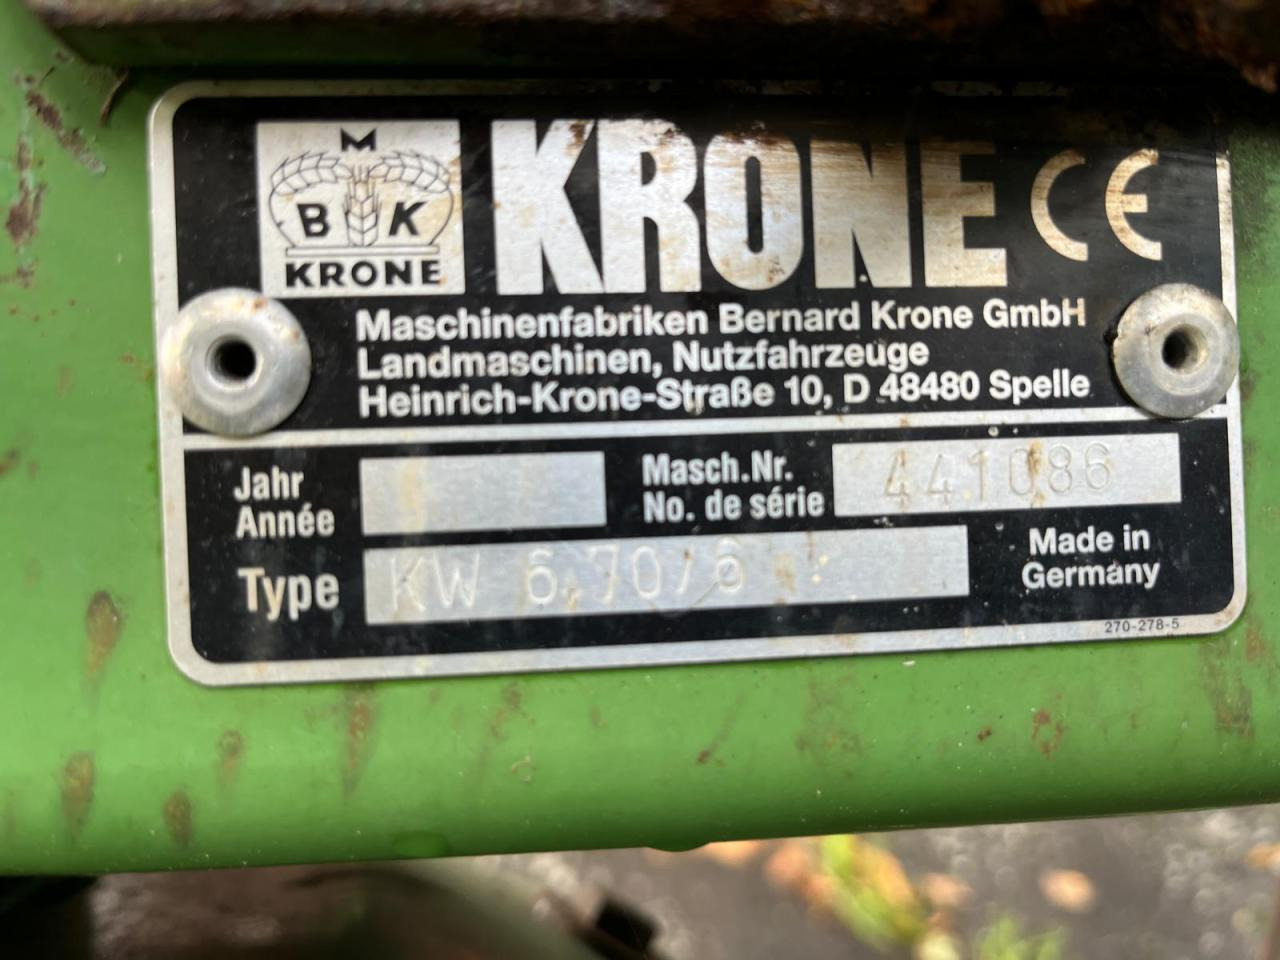 M
B K
KRONE
KRONE CE
Maschinenfabriken Bernard Krone GmbH
Landmaschinen, Nutzfahrzeuge
Heinrich-Krone-Straße 10, D 48480 Spelle
Jahr
Année
Masch.Nr.
No. de série
441086
Type
KW 6.70/6
Made in
Germany
270-278-5